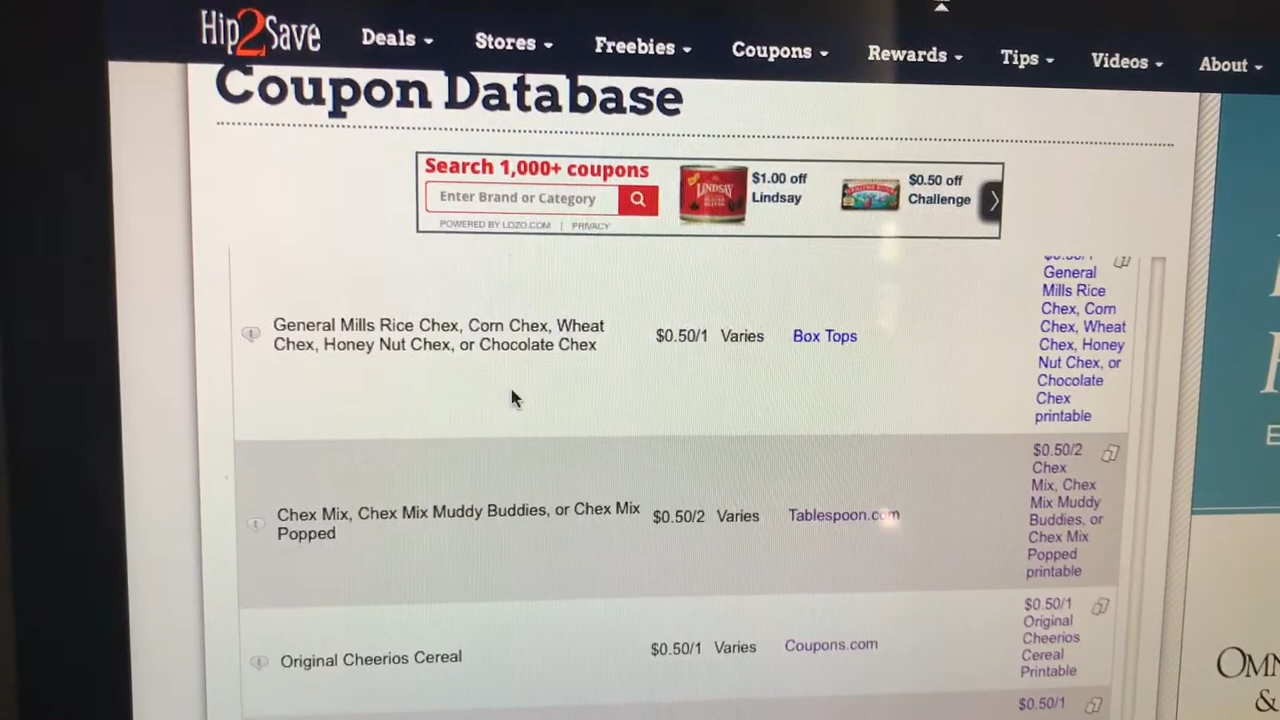 Hip2Save
Deals Stores Freebies Coupons Rewards Tips Videos About
Coupon Database
Search 1,000+ coupons
Enter Brand or Category
POWERED BY LOZO.COM | PRIVACY
LINDSAY
$1.00 off
Lindsay
$0.50 off
Challenge
General Mills Rice Chex, Corn Chex, Wheat
Chex, Honey Nut Chex, or Chocolate Chex
$0.50/1 Varies Box Tops
General
Mills Rice
Chex, Corn
Chex, Wheat
Chex, Honey
Nut Chex, or
Chocolate
Chex
printable
Chex Mix, Chex Mix Muddy Buddies, or Chex Mix
Popped
$0.50/2 Varies Tablespoon.com
$0.50/2
Chex
Mix, Chex
Mix Muddy
Buddies, or
Chex Mix
Popped
printable
Original Cheerios Cereal
$0.50/1 Varies Coupons.com
$0.50/1
Original
Cheerios
Cereal
Printable
$0.50/1
&